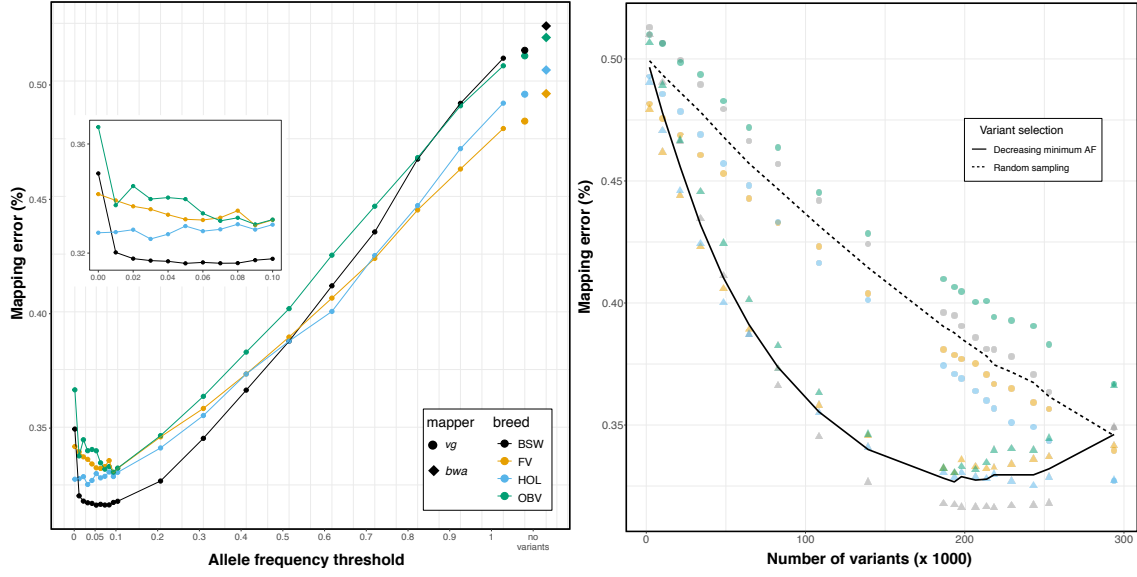 Mapping error (%)
0.50
0.45
0.40
0.35
0.36
0.32
0.00 0.02 0.04 0.06 0.08 0.10
mapper breed
vg BSW
FV
bwa HOL
OBV
0 0.05 0.1 0.2 0.3 0.4 0.5 0.6 0.7 0.8 0.9 1 no
variants
Allele frequency threshold
Mapping error (%)
0.50
0.45
0.40
0.35
Variant selection
Decreasing minimum AF
Random sampling
0 100 200 300
Number of variants (x 1000)